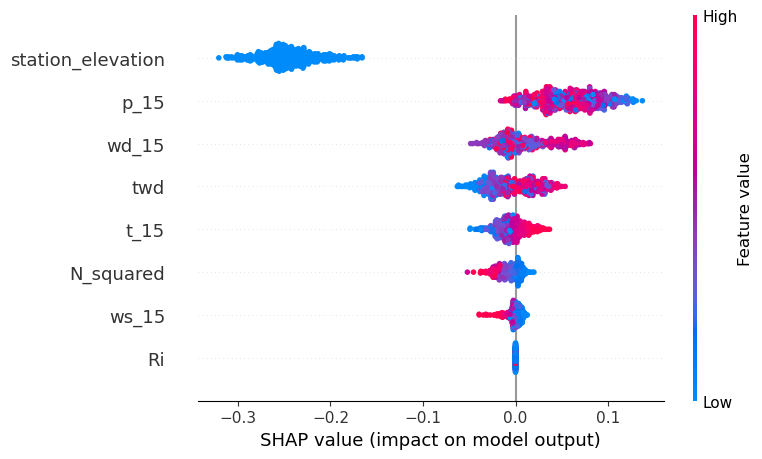 High
station_elevation
p_15
wd_15
twd
t_15
N_squared
ws_15
Ri
Feature value
Low
−0.3 −0.2 −0.1 0.0 0.1
SHAP value (impact on model output)